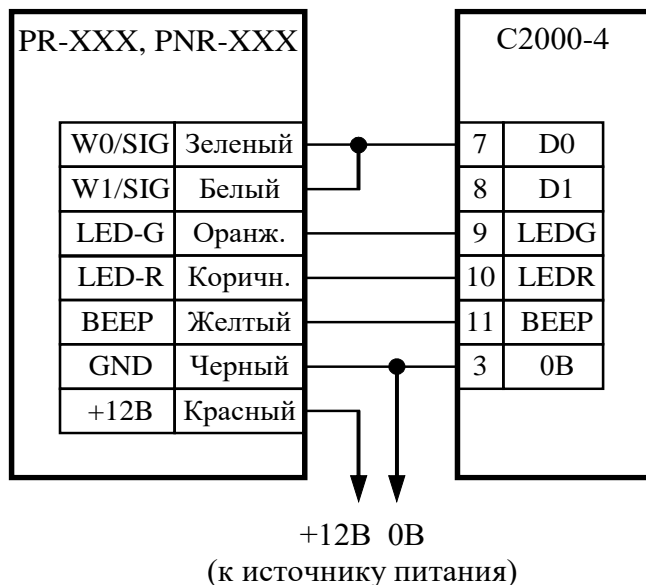 PR-XXX, PNR-XXX
С2000-4
W0/SIG Зеленый 7 D0
W1/SIG Белый 8 D1
LED-G Оранж. 9 LEDG
LED-R Коричн. 10 LEDR
BEEP Желтый 11 BEEP
GND Черный 3 0В
+12В Красный
+12В 0В
(к источнику питания)